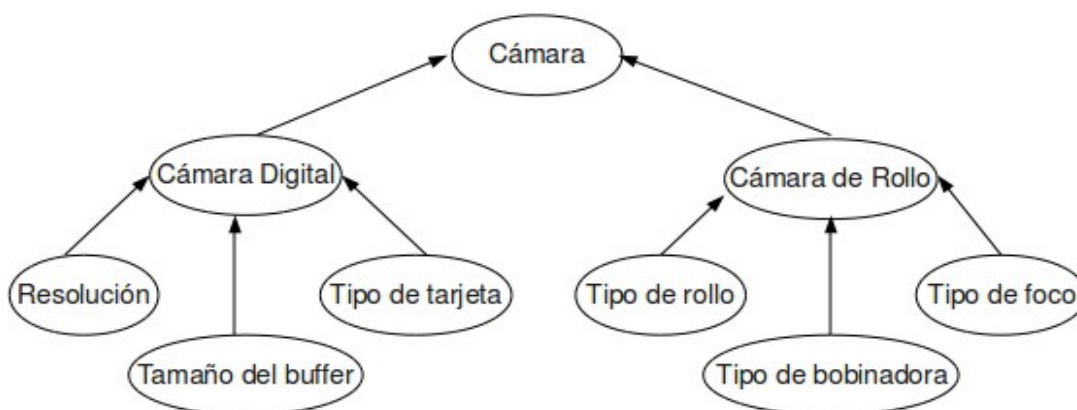 Cámara
Cámara Digital
Cámara de Rollo
Resolución
Tipo de tarjeta
Tipo de rollo
Tipo de foco
Tamaño del buffer
Tipo de bobinadora